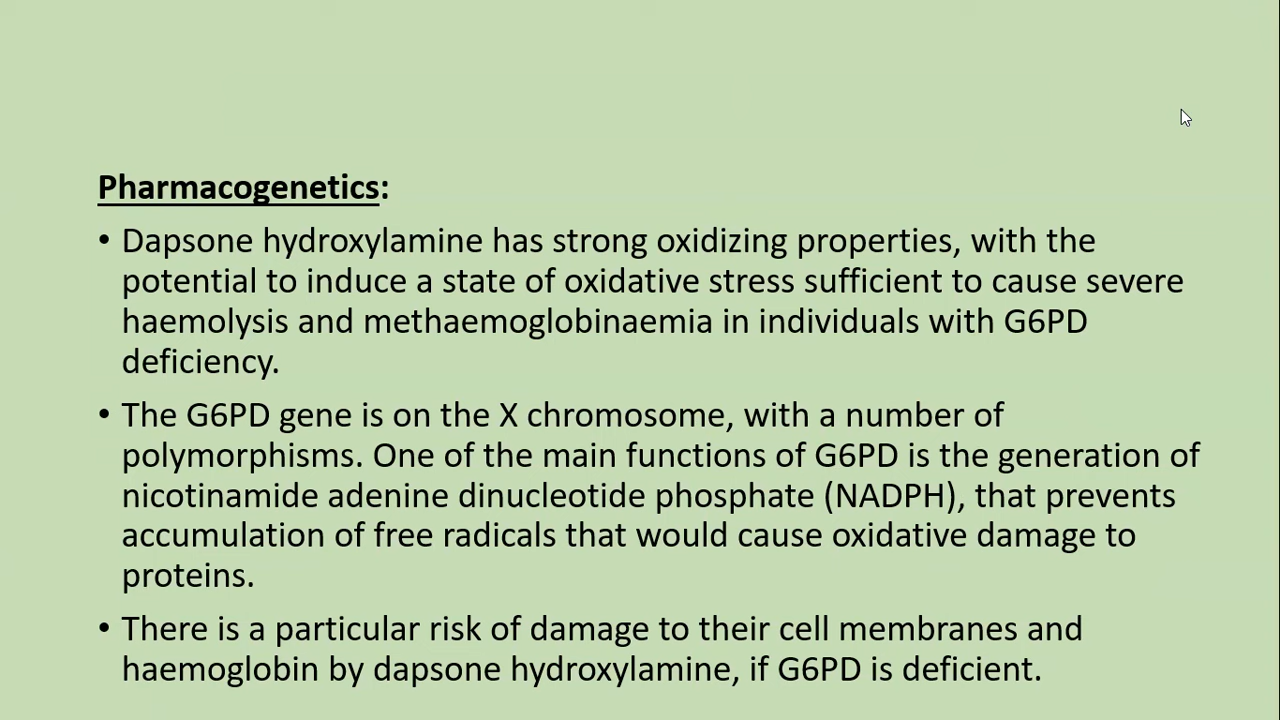 Pharmacogenetics:
• Dapsone hydroxylamine has strong oxidizing properties, with the
potential to induce a state of oxidative stress sufficient to cause severe
haemolysis and methaemoglobinaemia in individuals with G6PD
deficiency.
• The G6PD gene is on the X chromosome, with a number of
polymorphisms. One of the main functions of G6PD is the generation of
nicotinamide adenine dinucleotide phosphate (NADPH), that prevents
accumulation of free radicals that would cause oxidative damage to
proteins.
• There is a particular risk of damage to their cell membranes and
haemoglobin by dapsone hydroxylamine, if G6PD is deficient.